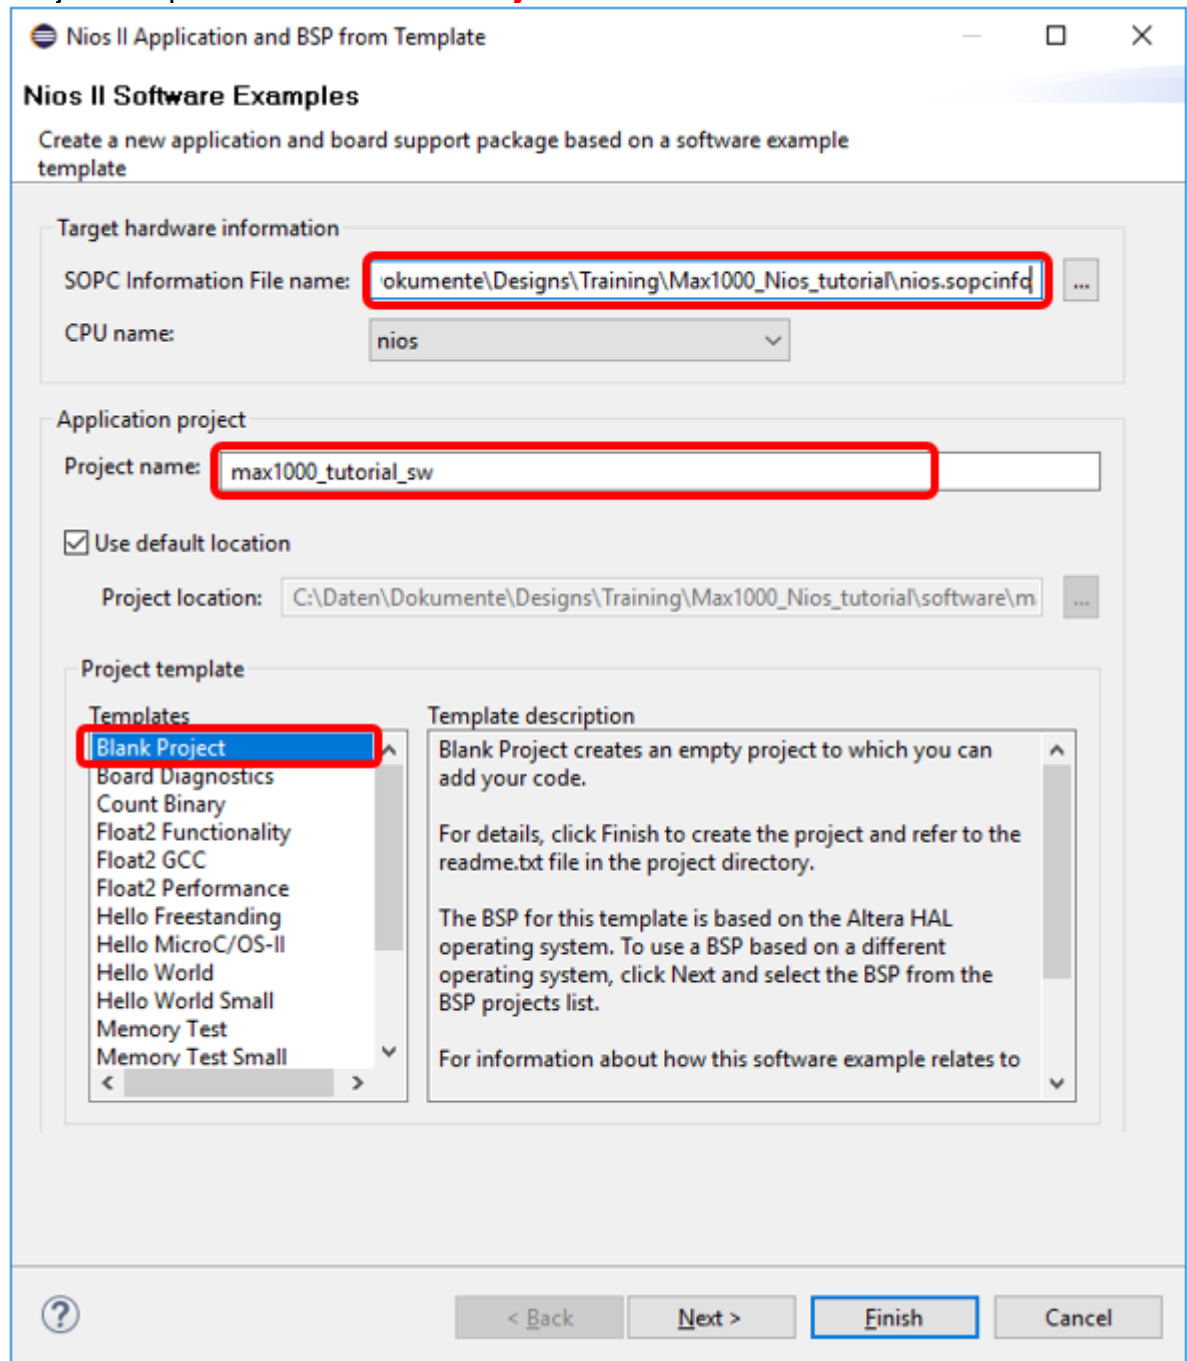 Nios II Application and BSP from Template
Nios II Software Examples
Create a new application and board support package based on a software example
template
Target hardware information
SOPC Information File name:
okumente\Designs\Training\Max1000_Nios_tutorial\nios.sopcinfo
...
CPU name:
nios
Application project
Project name:
max1000_tutorial_sw
Use default location
Project location:
C:\Daten\Dokumente\Designs\Training\Max1000_Nios_tutorial\software\m
...
Project template
Templates
Blank Project
Board Diagnostics
Count Binary
Float2 Functionality
Float2 GCC
Float2 Performance
Hello Freestanding
Hello MicroC/OS-II
Hello World
Hello World Small
Memory Test
Memory Test Small
Template description
Blank Project creates an empty project to which you can
add your code.
For details, click Finish to create the project and refer to the
readme.txt file in the project directory.
The BSP for this template is based on the Altera HAL
operating system. To use a BSP based on a different
operating system, click Next and select the BSP from the
BSP projects list.
For information about how this software example relates to
?
< Back
Next >
Finish
Cancel